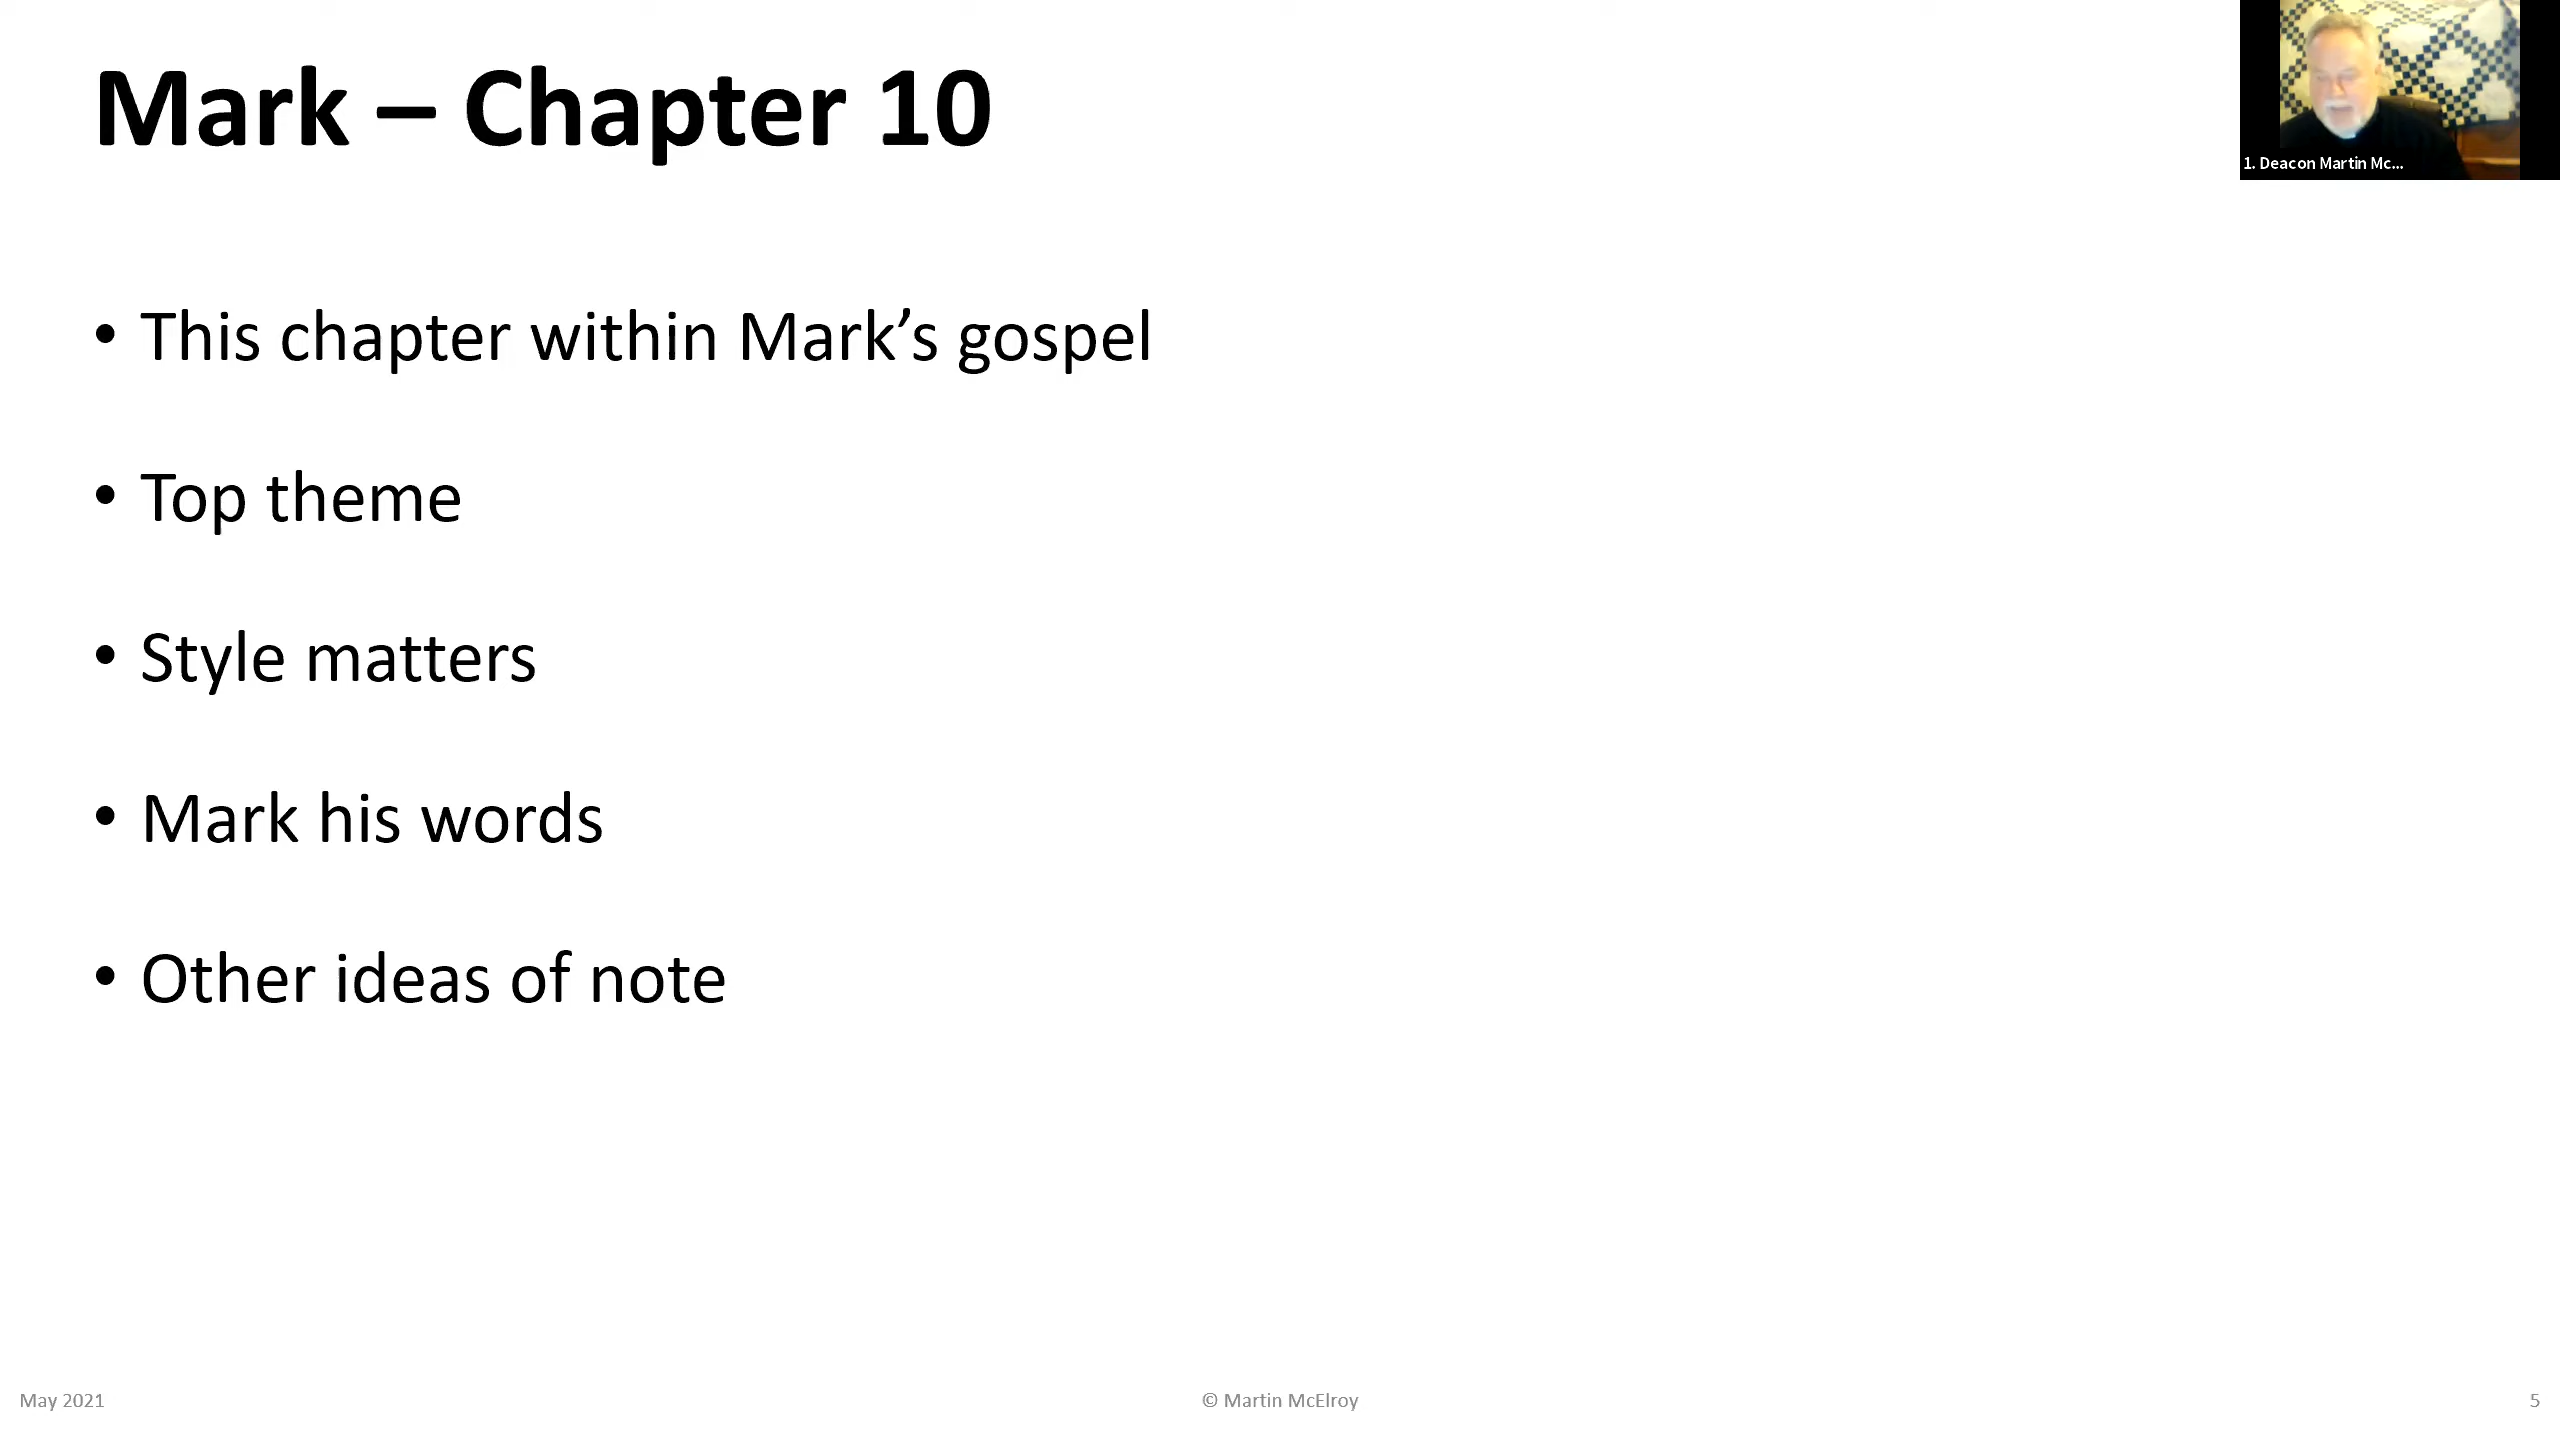 Mark – Chapter 10
1. Deacon Martin Mc...
• This chapter within Mark’s gospel
• Top theme
• Style matters
• Mark his words
• Other ideas of note
May 2021
© Martin McElroy
5